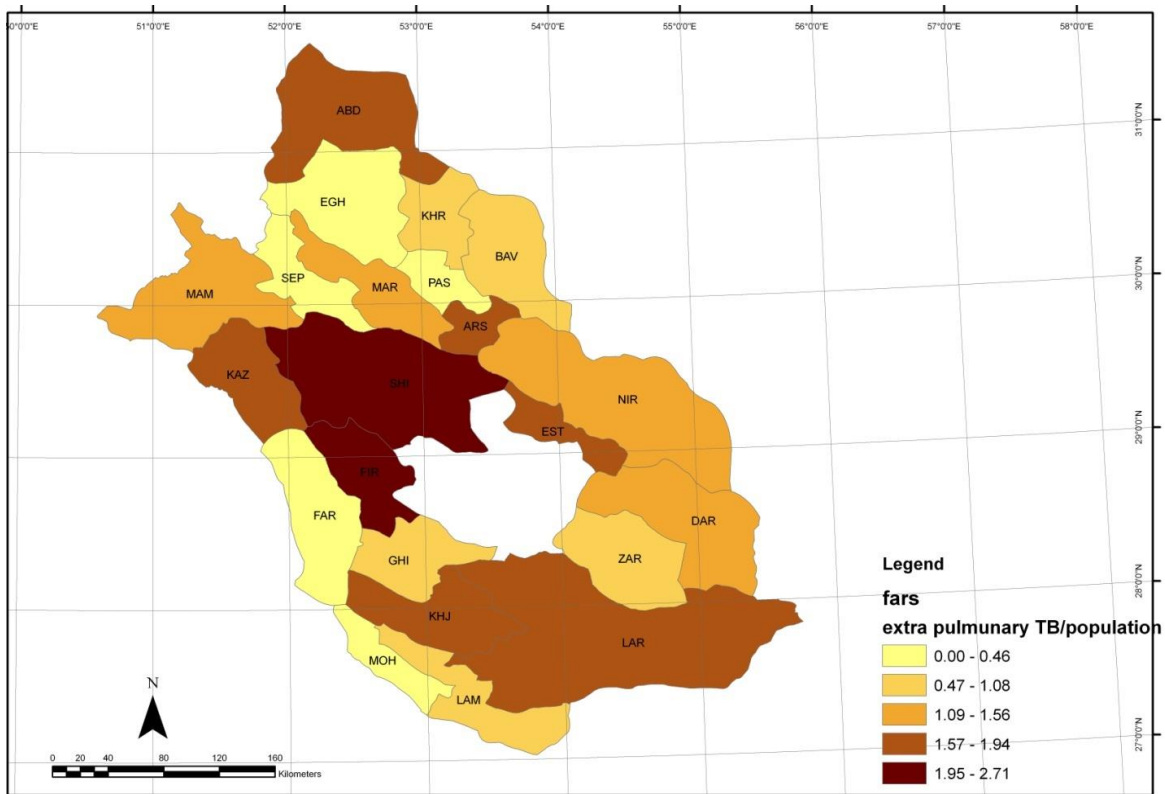 50°0'0"E 51°0'0"E 52°0'0"E 53°0'0"E 54°0'0"E 55°0'0"E 56°0'0"E 57°0'0"E 58°0'0"E
31°0'0"N
30°0'0"N
29°0'0"N
28°0'0"N
27°0'0"N
ABD
EGH
KHR
BAV
SEP
PAS
MAM
MAR
ARS
KAZ
SHI
NIR
EST
FIR
FAR
DAR
GHI
ZAR
KHJ
LAR
MOH
LAM
N
0 20 40 80 120 160
Kilometers
Legend
fars
extra pulmunary TB/population
0.00 - 0.46
0.47 - 1.08
1.09 - 1.56
1.57 - 1.94
1.95 - 2.71